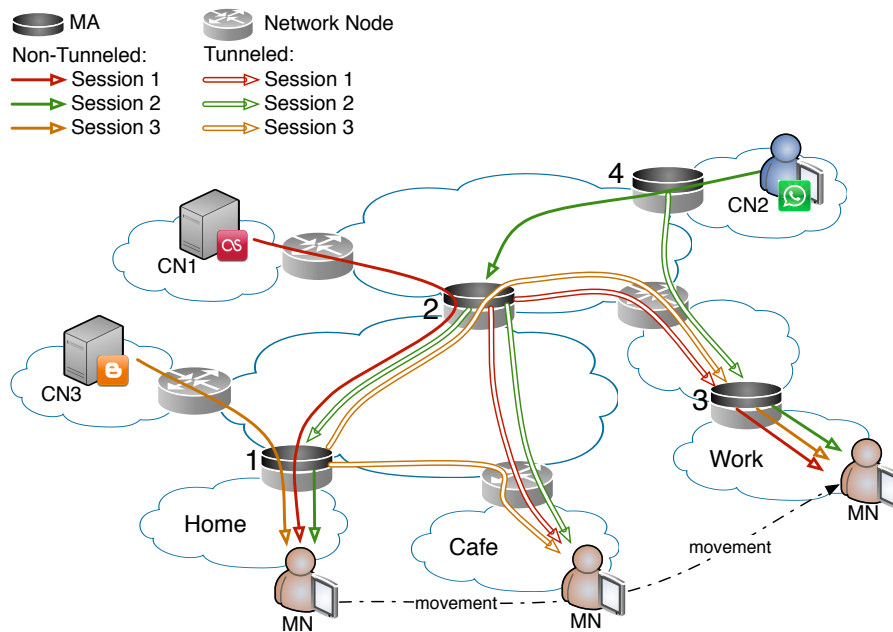 MA
Network Node
Non-Tunneled:
Tunneled:
Session 1
Session 1
Session 2
Session 2
Session 3
Session 3
4
CN2
CN1
os
2
CN3
3
1
Work
Home
Cafe
MN
movement
movement
MN
MN